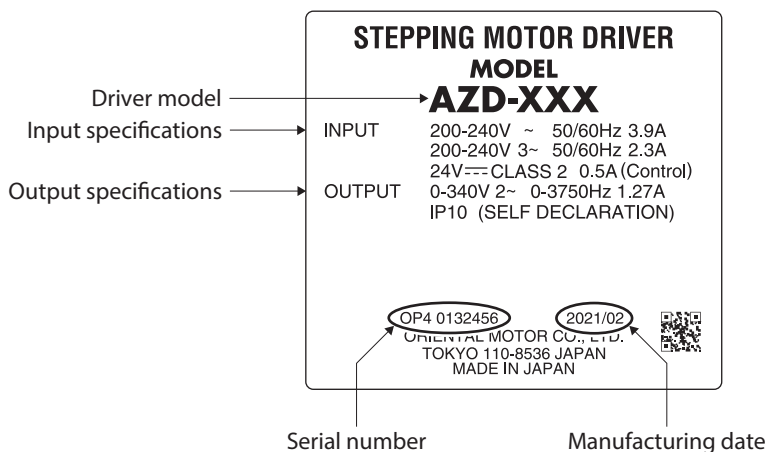 STEPPING MOTOR DRIVER
MODEL
Driver model AZD-XXX
Input specifications INPUT 200-240V ~ 50/60Hz 3.9A
200-240V 3~ 50/60Hz 2.3A
24V⎓CLASS 2 0.5A (Control)
Output specifications OUTPUT 0-340V 2~ 0-3750Hz 1.27A
IP10 (SELF DECLARATION)
OP4 0132456 2021/02
ORIENTAL MOTOR CO., LTD.
TOKYO 110-8536 JAPAN
MADE IN JAPAN
Serial number Manufacturing date